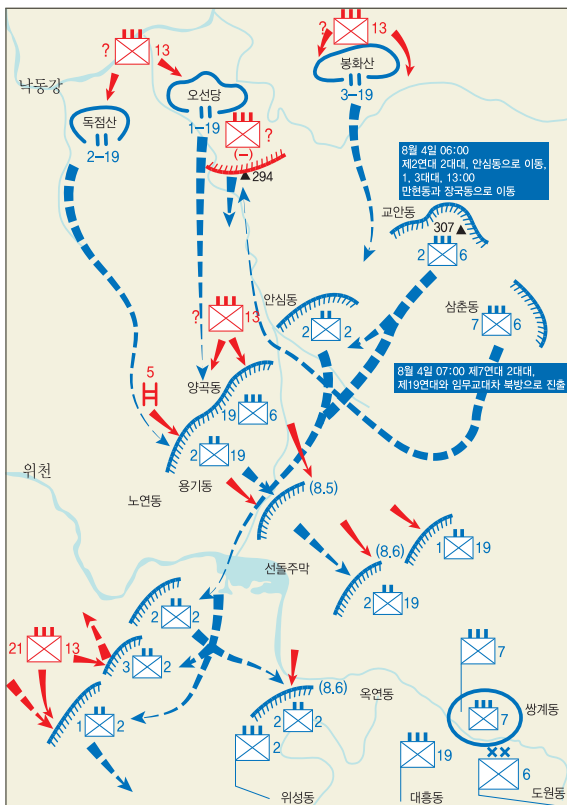 ? 13
? 13
봉화산
3-19
낙동강
오선당
1-19
독점산
2-19
?
(-)
▲294
8월 4일 06:00
제2연대 2대대, 안심동으로 이동,
1, 3대대, 13:00
만현동과 장국동으로 이동
교안동
307▲
2 6
삼춘동
7 6
안심동
2 2
? 13
8월 4일 07:00 제7연대 2대대,
제19연대와 임무교대차 북방으로 진출
5
양곡동
19 6
2 19
위천
용기동
노연동
(8.5)
선돌주막
(8.6)
1 19
2 19
2 2
21 13
3 2
1 2
7
(8.6)
옥연동
2 2
7
쌍계동
2
19
6
위성동
대흥동
도원동